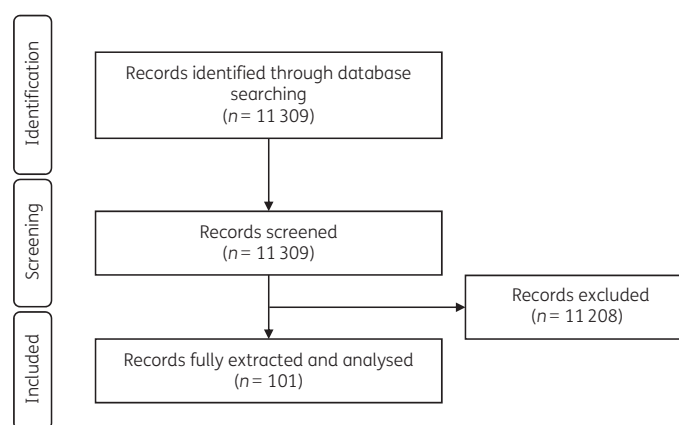 Identification
Records identified through database
searching
(n = 11 309)
Screening
Records screened
(n = 11 309)
Records excluded
(n = 11 208)
Included
Records fully extracted and analysed
(n = 101)